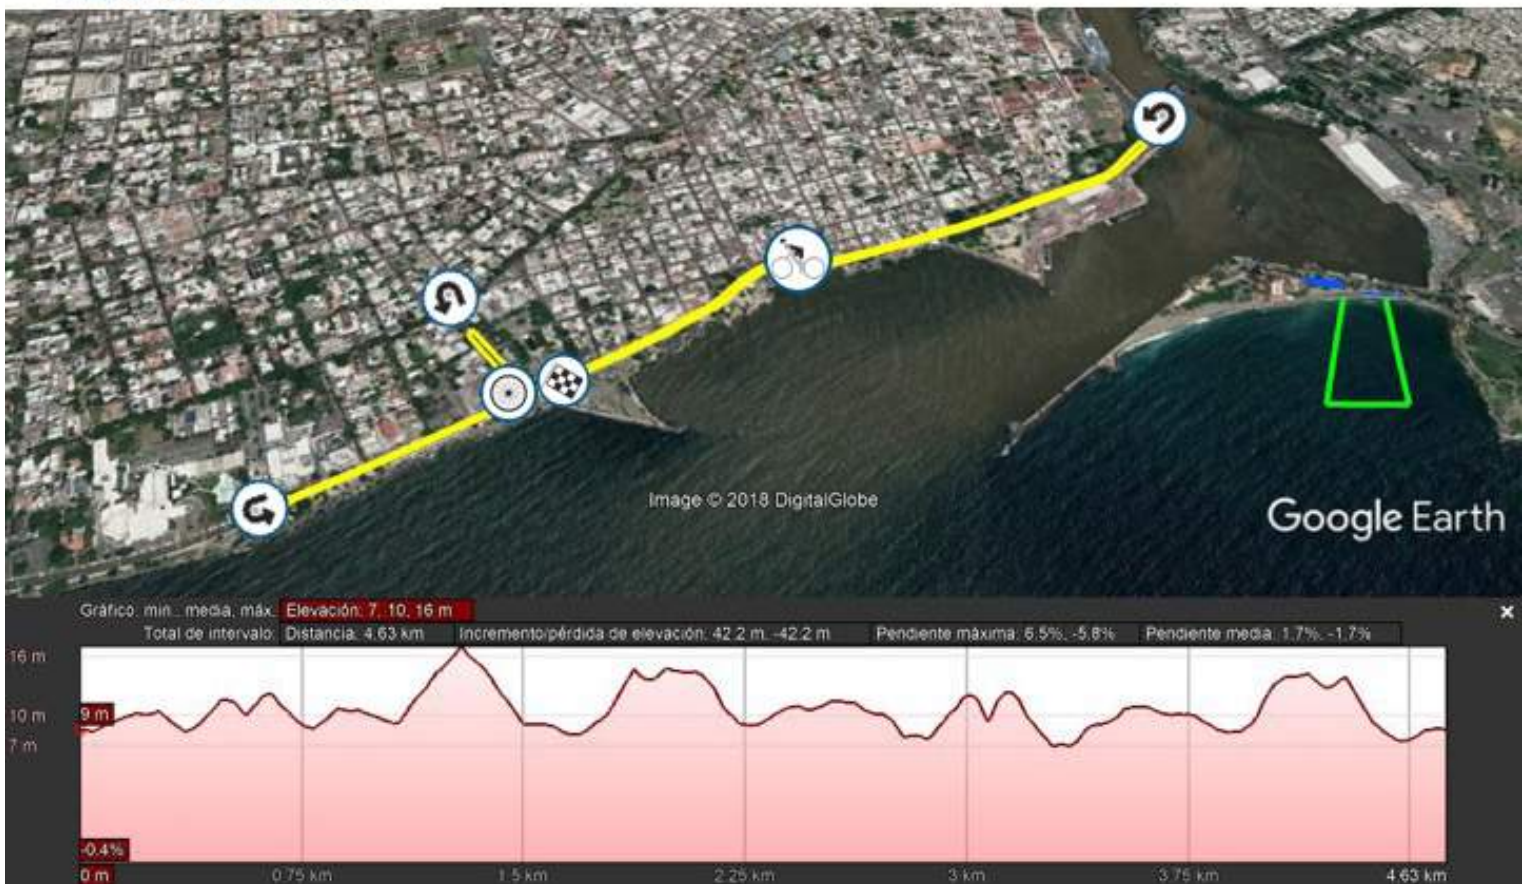 Image © 2018 DigitalGlobe
Google Earth
Gráfico: min., media, máx. Elevación: 7, 10, 16 m
Total de intervalo: Distancia: 4.63 km Incremento/pérdida de elevación: 42.2 m, -42.2 m Pendiente máxima: 6.5%, -5.8% Pendiente media: 1.7%, -1.7%
16 m
10 m
9 m
7 m
-0.4%
0 m 0.75 km 1.5 km 2.25 km 3 km 3.75 km 4.63 km